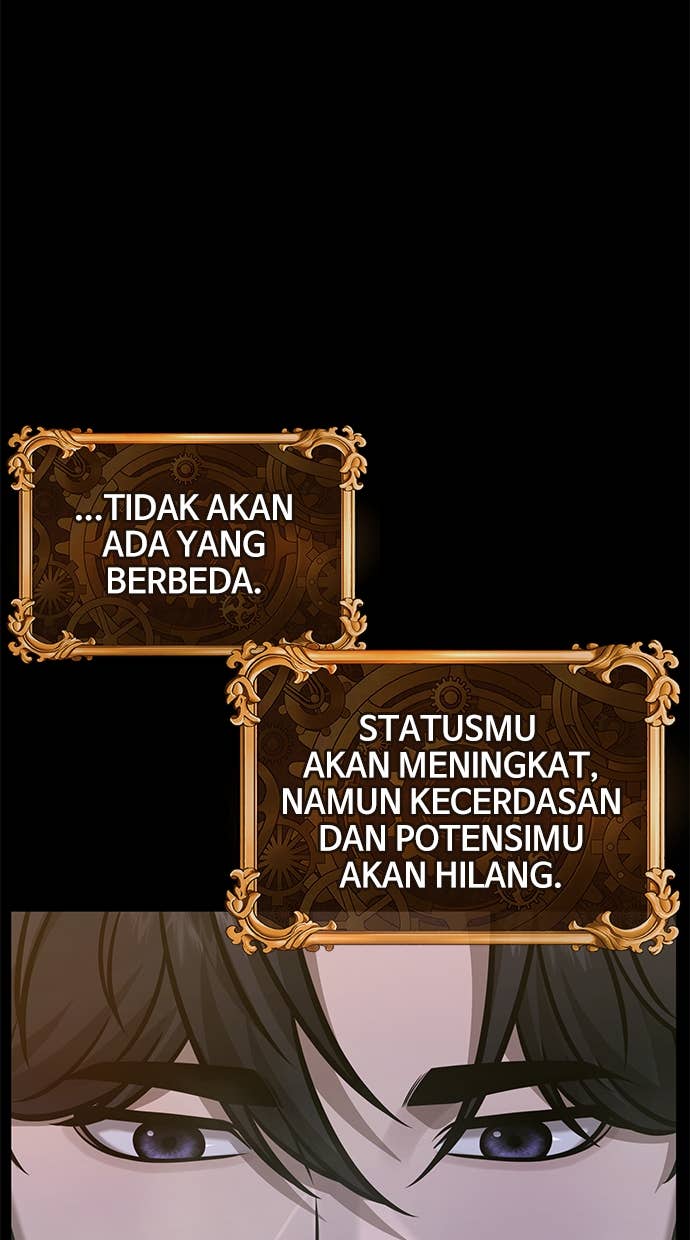 ...TIDAK AKAN
ADA YANG
BERBEDA.
STATUSMU
AKAN MENINGKAT,
NAMUN KECERDASAN
DAN POTENSIMU
AKAN HILANG.